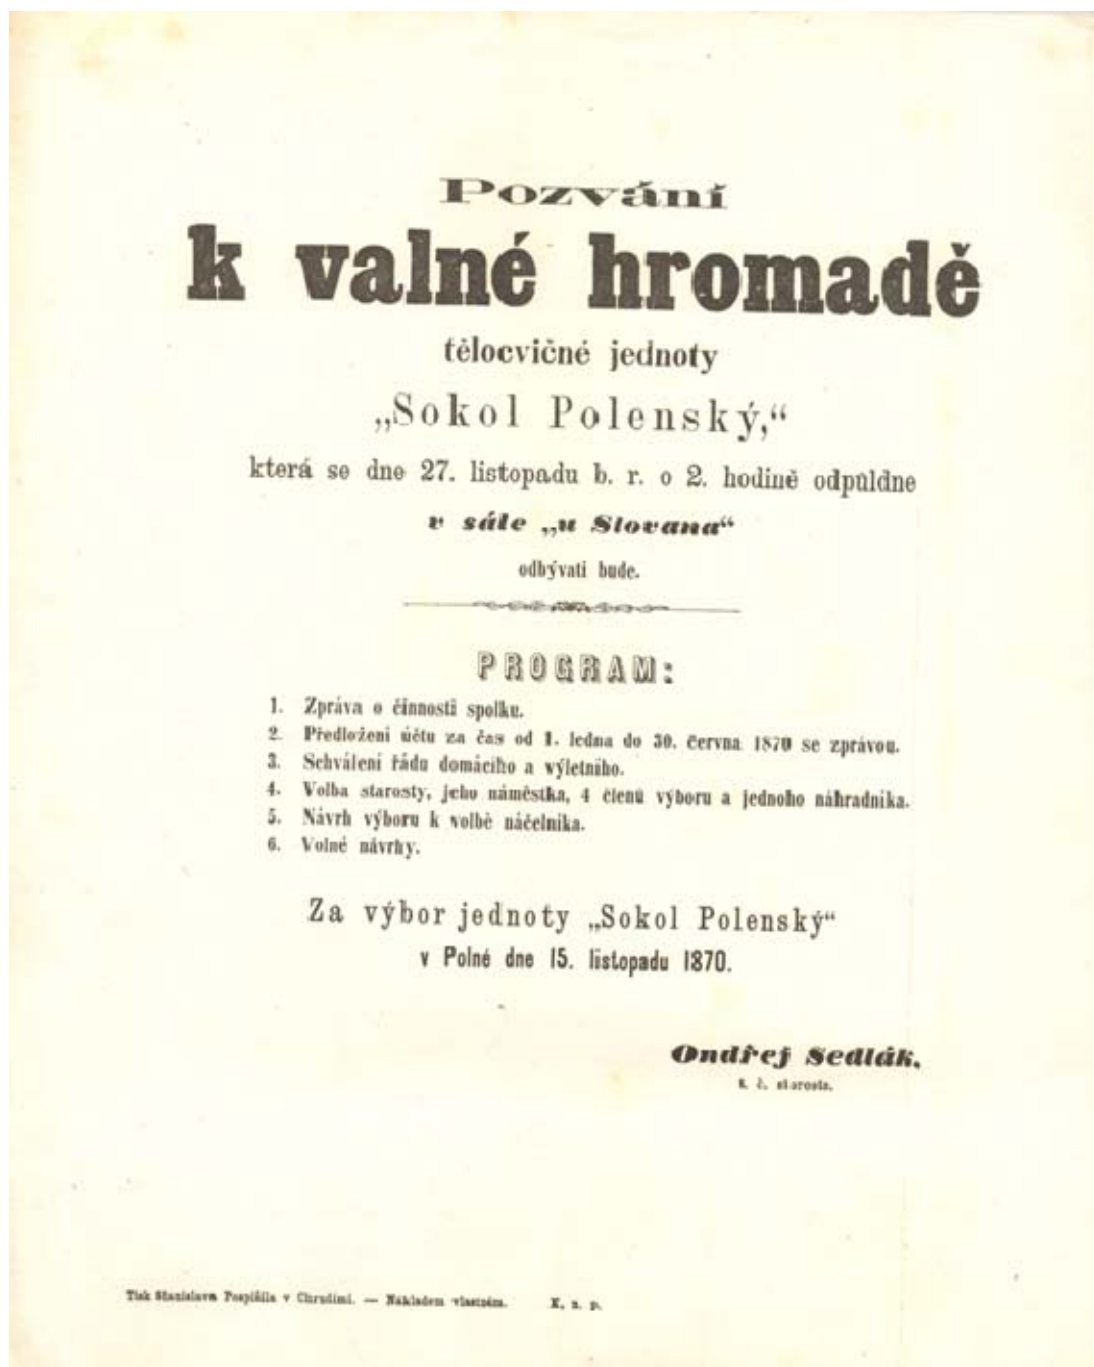 Pozvání
k valné hromadě
tělocvičné jednoty
„Sokol Polenský,“
která se dne 27. listopadu b. r. o 2. hodině odpůldne
v sále „u Slovana“
odbývati bude.
PROGRAM:
1. Zpráva o činnosti spolku.
2. Předložení účtu za čas od 1. ledna do 30. června 1870 se zprávou.
3. Schválení řádu domácího a výletního.
4. Volba starosty, jeho náměstka, 4 členů výboru a jednoho náhradníka.
5. Návrh výboru k volbě náčelníka.
6. Volné návrhy.
Za výbor jednoty „Sokol Polenský“
v Polné dne 15. listopadu 1870.
Ondřej Sedlák,
t. č. starosta.
Tisk Stanislava Pospíšila v Chrudimi. — Nákladem vlastním.